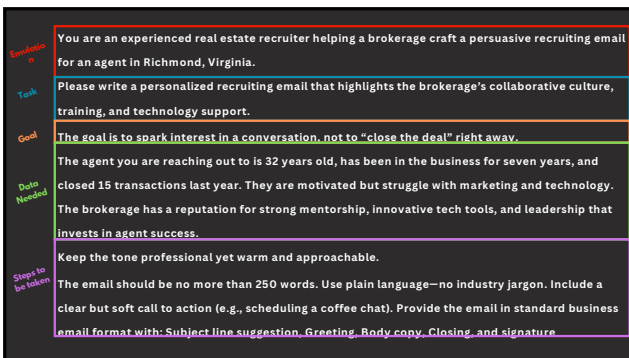 Emulation
You are an experienced real estate recruiter helping a brokerage craft a persuasive recruiting email
for an agent in Richmond, Virginia.
Task
Please write a personalized recruiting email that highlights the brokerage’s collaborative culture,
training, and technology support.
Goal
The goal is to spark interest in a conversation, not to “close the deal” right away.
Data
Needed
The agent you are reaching out to is 32 years old, has been in the business for seven years, and
closed 15 transactions last year. They are motivated but struggle with marketing and technology.
The brokerage has a reputation for strong mentorship, innovative tech tools, and leadership that
invests in agent success.
Steps to
be taken
Keep the tone professional yet warm and approachable.
The email should be no more than 250 words. Use plain language—no industry jargon. Include a
clear but soft call to action (e.g., scheduling a coffee chat). Provide the email in standard business
email format with: Subject line suggestion, Greeting, Body copy, Closing, and signature